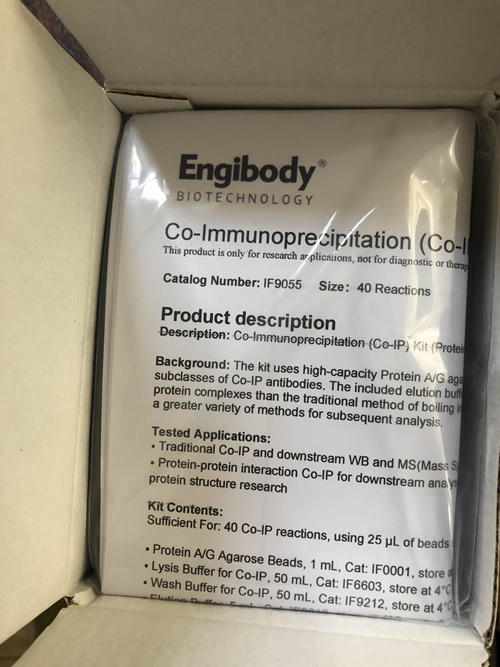 Engibody®
BIOTECHNOLOGY
Co-Immunoprecipitation (Co-I
This product is only for research applications, not for diagnostic or therap
Catalog Number: IF9055 Size: 40 Reactions
Product description
Description: Co-Immunoprecipitation (Co-IP) Kit (Protein
Background: The kit uses high-capacity Protein A/G aga
subclasses of Co-IP antibodies. The included elution buff
protein complexes than the traditional method of boiling in
a greater variety of methods for subsequent analysis.
Tested Applications:
• Traditional Co-IP and downstream WB and MS(Mass S
• Protein-protein interaction Co-IP for downstream analys
protein structure research
Kit Contents:
Sufficient For: 40 Co-IP reactions, using 25 µL of beads
• Protein A/G Agarose Beads, 1 mL, Cat: IF0001, store a
• Lysis Buffer for Co-IP, 50 mL, Cat: IF6603, store at 4°C
• Wash Buffer for Co-IP, 50 mL, Cat: IF9212, store at 4°C